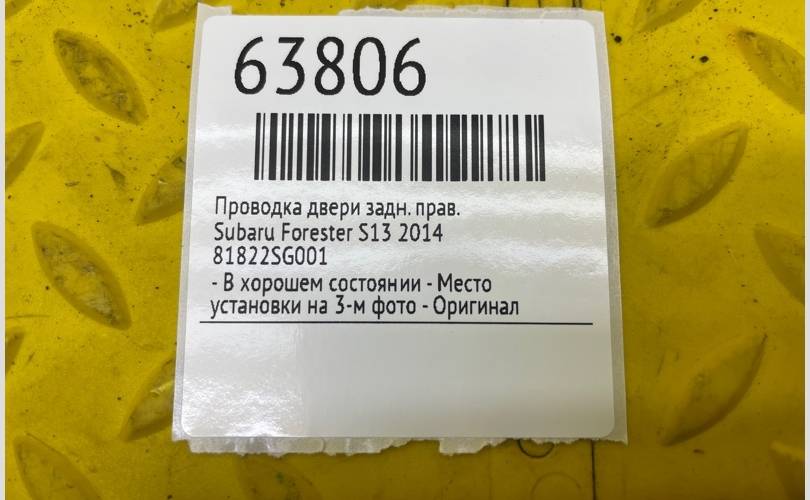 63806
Проводка двери задн. прав.
Subaru Forester S13 2014
81822SG001
- В хорошем состоянии - Место
установки на 3-м фото - Оригинал